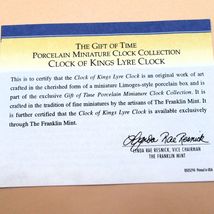 THE GIFT OF TIME
PORCELAIN MINIATURE CLOCK COLLECTION
CLOCK OF KINGS LYRE CLOCK
This is to certify that the Clock of Kings Lyre Clock is an original work of art
crafted in the cherished form of a miniature Limoges-style porcelain box and is
part of the exclusive Gift of Time Porcelain Miniature Clock Collection. It is
crafted in the tradition of fine miniatures by the artisans of The Franklin Mint. It
is further certified that the Clock of Kings Lyre Clock is available exclusively
through The Franklin Mint.
Lynda Rae Resnick
LYNDA RAE RESNICK, VICE CHAIRMAN
THE FRANKLIN MINT
Printed in USA